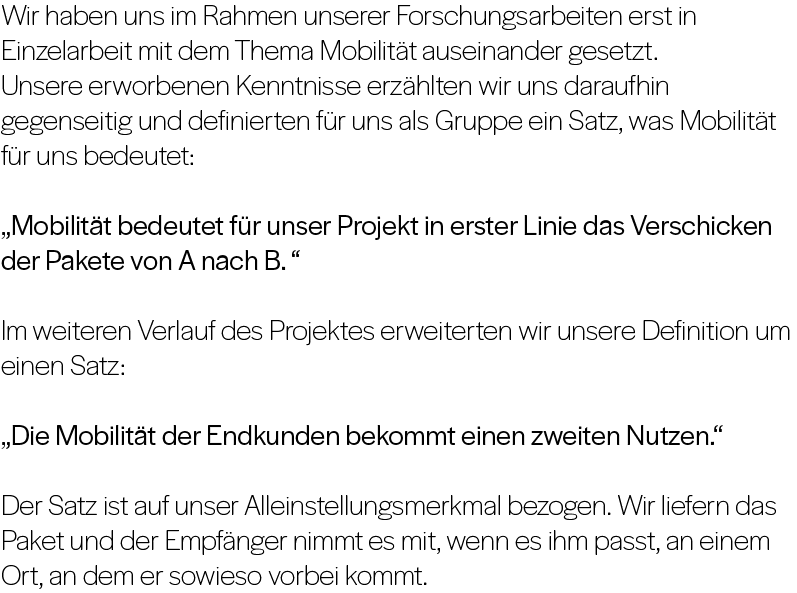 Wir haben uns im Rahmen unserer Forschungsarbeiten erst in
Einzelarbeit mit dem Thema Mobilität auseinander gesetzt.
Unsere erworbenen Kenntnisse erzählten wir uns daraufhin
gegenseitig und definierten für uns als Gruppe ein Satz, was Mobilität
für uns bedeutet:
„Mobilität bedeutet für unser Projekt in erster Linie das Verschicken
der Pakete von A nach B. “
Im weiteren Verlauf des Projektes erweiterten wir unsere Definition um
einen Satz:
„Die Mobilität der Endkunden bekommt einen zweiten Nutzen.“
Der Satz ist auf unser Alleinstellungsmerkmal bezogen. Wir liefern das
Paket und der Empfänger nimmt es mit, wenn es ihm passt, an einem
Ort, an dem er sowieso vorbei kommt.